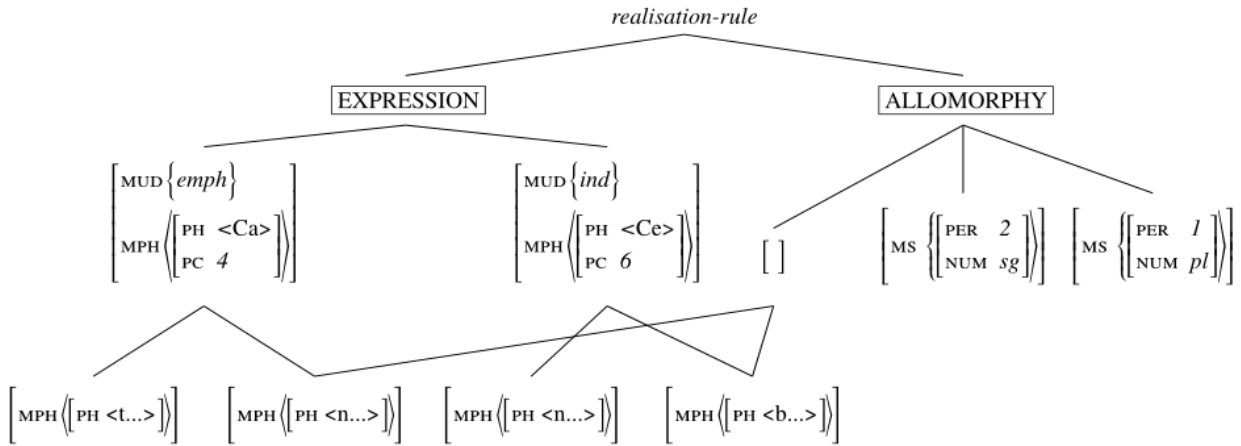 realisation-rule
EXPRESSION ALLOMORPHY
[MUD {emph} MPH ⟨[PH <Ca> PC 4]⟩]
[MUD {ind} MPH ⟨[PH <Ce> PC 6]⟩]
[ ]
[MS {[PER 2 NUM sg]⟩]
[MS {[PER 1 NUM pl]⟩]
[MPH ⟨[PH <t...>]⟩] [MPH ⟨[PH <n...>]⟩] [MPH ⟨[PH <n...>]⟩] [MPH ⟨[PH <b...>]⟩]